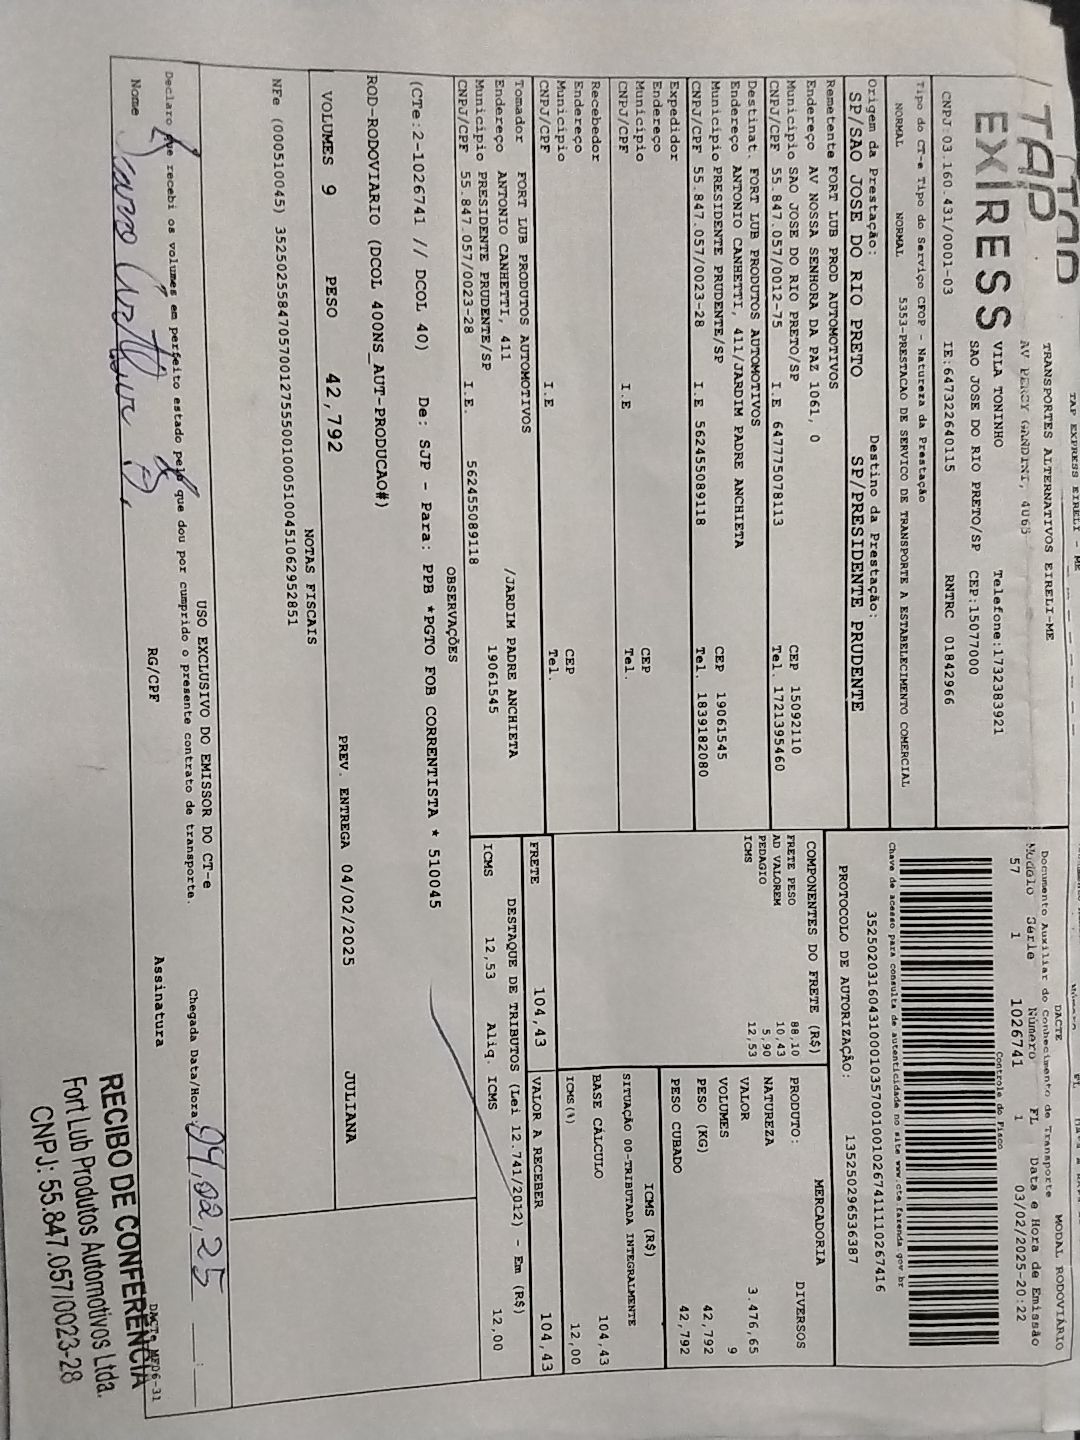 TAP EXPRESS EIRELI - ME
TAP
EXPRESS
TRANSPORTES ALTERNATIVOS EIRELI-ME
AV PERCY GANDINI, 4065
VILA TONINHO Telefone:1732383921
SAO JOSE DO RIO PRETO/SP CEP:15077000
CNPJ:03.160.431/0001-03 IE:647322640115 RNTRC 01842966
DACTE MODAL RODOVIÁRIO
Documento Auxiliar do Conhecimento de Transporte
Modelo Série Número FL Data e Hora de Emissão
57 1 1026741 1 03/02/2025-20:22
Controle do Fisco
Tipo do CT-e Tipo do Serviço CFOP - Natureza da Prestação
NORMAL NORMAL 5353-PRESTACAO DE SERVICO DE TRANSPORTE A ESTABELECIMENTO COMERCIAL
Chave de acesso para consulta de autenticidade no site www.cte.fazenda.gov.br
35250203160431000103570010010267411110267416
Origem da Prestação: Destino da Prestação:
SP/SAO JOSE DO RIO PRETO SP/PRESIDENTE PRUDENTE
PROTOCOLO DE AUTORIZAÇÃO: 135250296536387
Remetente FORT LUB PROD AUTOMOTIVOS
Endereço AV NOSSA SENHORA DA PAZ 1061, 0
Município SAO JOSE DO RIO PRETO/SP CEP 15092110
CNPJ/CPF 55.847.057/0012-75 I.E 647775078113 Tel. 1721395460
Destinat. FORT LUB PRODUTOS AUTOMOTIVOS
Endereço ANTONIO CANHETTI, 411/JARDIM PADRE ANCHIETA
Município PRESIDENTE PRUDENTE/SP CEP 19061545
CNPJ/CPF 55.847.057/0023-28 I.E 562455089118 Tel. 1839182080
Expedidor
Endereço
Município CEP
CNPJ/CPF I.E Tel.
Recebedor
Endereço
Município CEP
CNPJ/CPF I.E Tel.
Tomador FORT LUB PRODUTOS AUTOMOTIVOS
Endereço ANTONIO CANHETTI, 411 /JARDIM PADRE ANCHIETA
Município PRESIDENTE PRUDENTE/SP 19061545
CNPJ/CPF 55.847.057/0023-28 I.E. 562455089118
COMPONENTES DO FRETE (R$)
FRETE PESO 88,10
AD VALOREM 10,43
PEDAGIO 5,90
ICMS 12,53
MERCADORIA
PRODUTO: DIVERSOS
NATUREZA
VALOR 3.476,65
VOLUMES 9
PESO (KG) 42,792
PESO CUBADO 42,792
ICMS (R$)
SITUAÇÃO 00-TRIBUTADA INTEGRALMENTE
BASE CÁLCULO 104,43
ICMS(%) 12,00
FRETE 104,43 VALOR A RECEBER 104,43
DESTAQUE DE TRIBUTOS (Lei 12.741/2012) - Em (R$)
ICMS 12,53 Aliq. ICMS 12,00
OBSERVAÇÕES
(CTe:2-1026741 // DCOL 40) De: SJP - Para: PPB *PGTO FOB CORRENTISTA * 510045
ROD-RODOVIARIO (DCOL 400NS_AUT-PRODUCAO#)
VOLUMES 9 PESO 42,792 PREV. ENTREGA 04/02/2025 JULIANA
NOTAS FISCAIS
NFe (000510045) 35250255847057001275550010005100451062952851
USO EXCLUSIVO DO EMISSOR DO CT-e
Declaro que recebi os volumes em perfeito estado pelo que dou por cumprido o presente contrato de transporte. Chegada Data/Hora 04/02/25
Nome RG/CPF Assinatura
DACTe MF06-31
RECIBO DE CONFERÊNCIA
Fort Lub Produtos Automotivos Ltda.
CNPJ: 55.847.057/0023-28